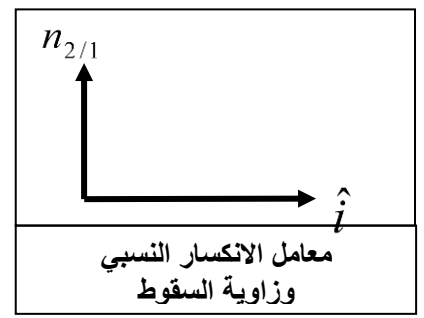 n₂/₁
î
معامل الانكسار النسبي
وزاوية السقوط